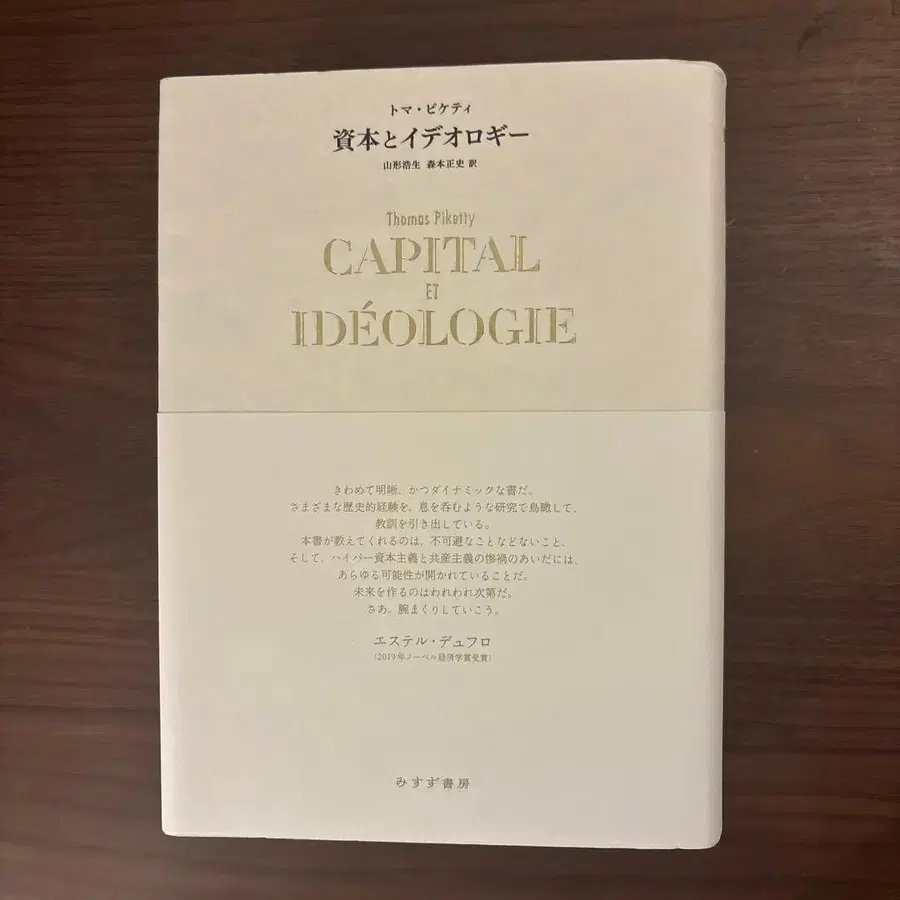 トマ・ピケティ
資本とイデオロギー
山形浩生 森本正史 訳
Thomas Piketty
CAPITAL
ET
IDÉOLOGIE
きわめて明晰、かつダイナミックな書だ。
さまざまな歴史的経験を、息を呑むような研究で鳥瞰して、
教訓を引き出している。
本書が教えてくれるのは、不可避なことなどないこと、
そして、ハイパー資本主義と共産主義の惨禍のあいだには、
あらゆる可能性が開かれていることだ。
未来を作るのはわれわれ次第だ。
さあ、腕まくりしていこう。
エステル・デュフロ
(2019年ノーベル経済学賞受賞)
みすず書房